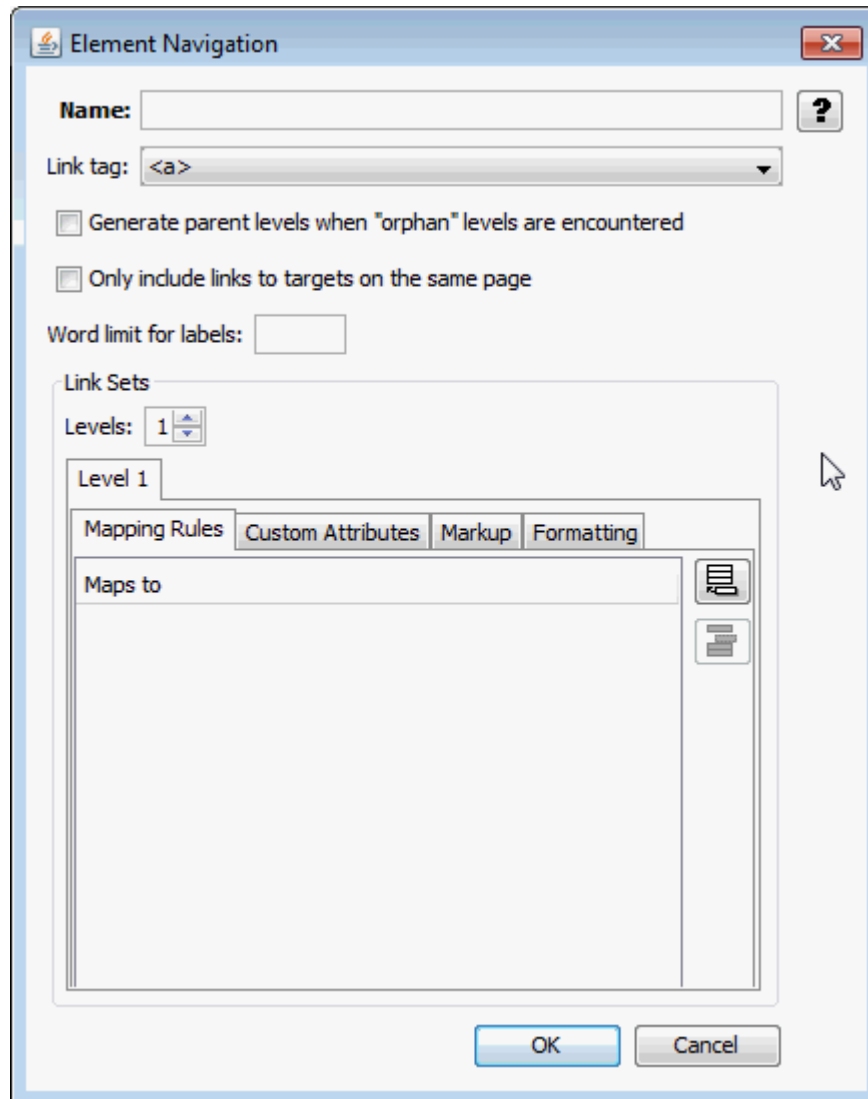 Element Navigation
Name:
?
Link tag: <a>
Generate parent levels when "orphan" levels are encountered
Only include links to targets on the same page
Word limit for labels:
Link Sets
Levels: 1
Level 1
Mapping Rules Custom Attributes Markup Formatting
Maps to
OK Cancel